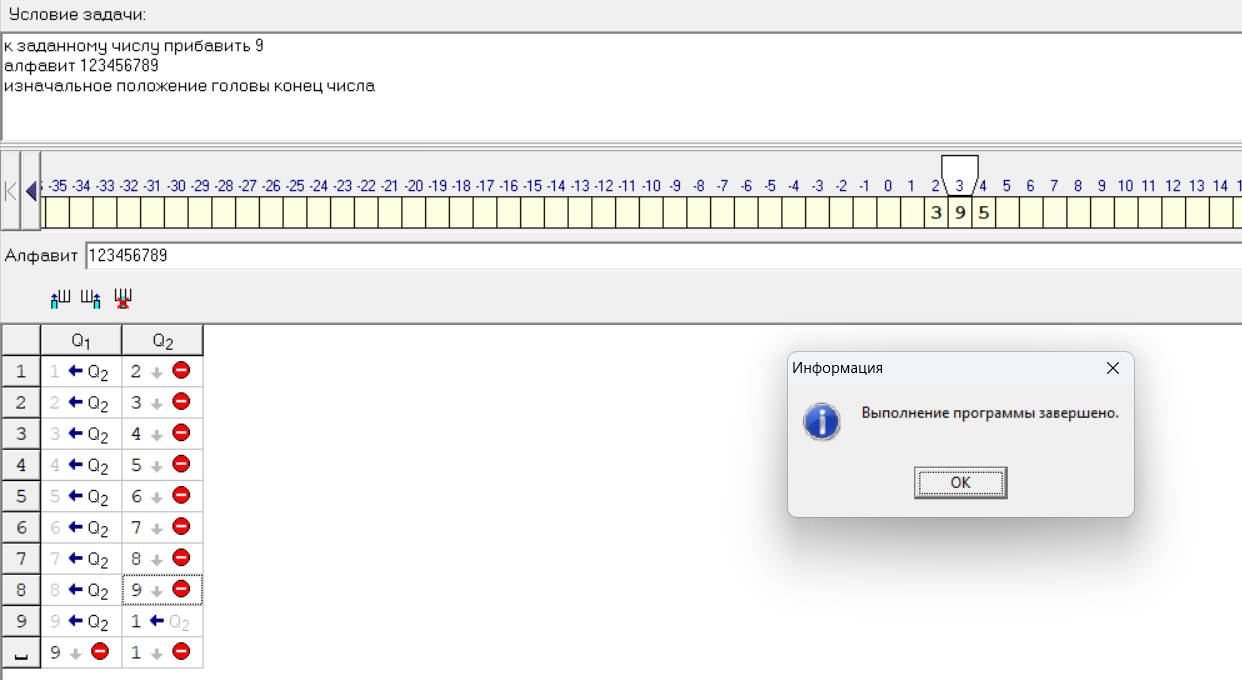 Условие задачи:
к заданному числу прибавить 9
алфавит 123456789
изначальное положение головы конец числа
-35 -34 -33 -32 -31 -30 -29 -28 -27 -26 -25 -24 -23 -22 -21 -20 -19 -18 -17 -16 -15 -14 -13 -12 -11 -10 -9 -8 -7 -6 -5 -4 -3 -2 -1 0 1 2 3 4 5 6 7 8 9 10 11 12 13 14
3 9 5
Алфавит 123456789
Q1 Q2
1 1 ← Q2 2 ↓
2 2 ← Q2 3 ↓
3 3 ← Q2 4 ↓
4 4 ← Q2 5 ↓
5 5 ← Q2 6 ↓
6 6 ← Q2 7 ↓
7 7 ← Q2 8 ↓
8 8 ← Q2 9 ↓
9 9 ← Q2 1 ← Q2
␣ 9 ↓ 1 ↓
Информация
Выполнение программы завершено.
OK